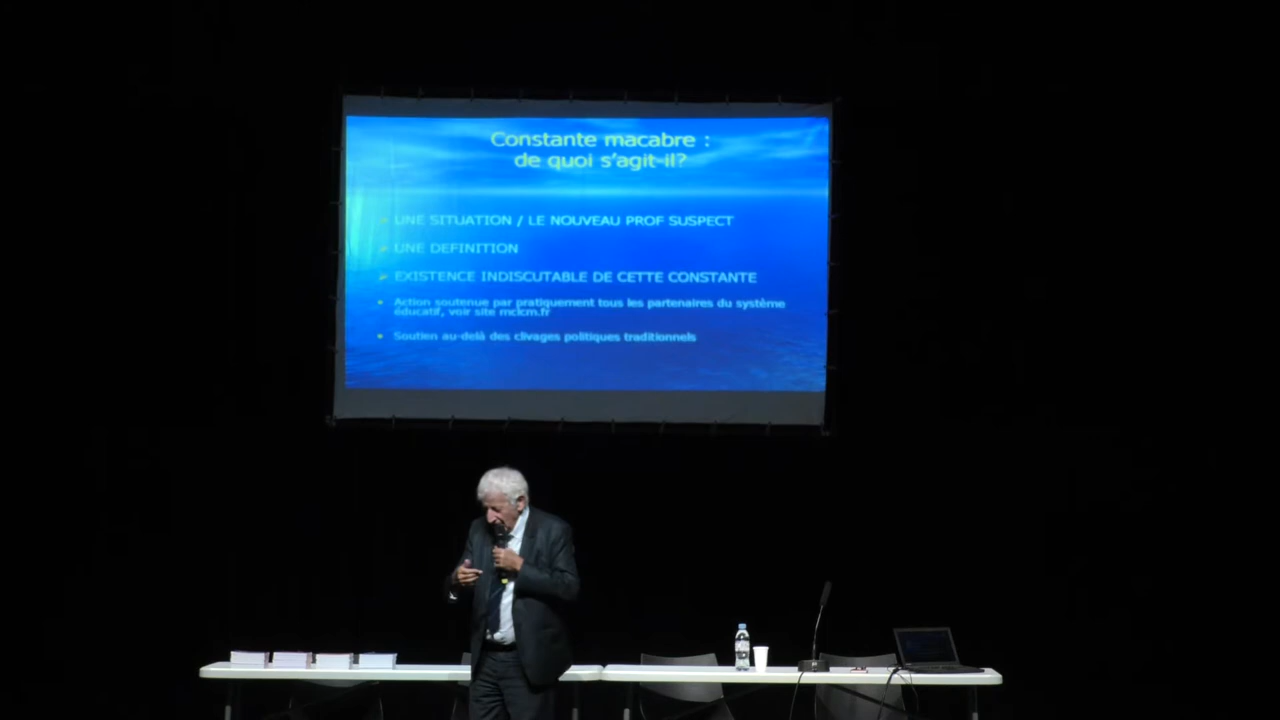 Constante macabre :
de quoi s'agit-il?
UNE SITUATION / LE NOUVEAU PROF SUSPECT
UNE DEFINITION
EXISTENCE INDISCUTABLE DE CETTE CONSTANTE
Action soutenue par pratiquement tous les partenaires du système
éducatif, voir site mclcm.fr
Soutien au-delà des clivages politiques traditionnels